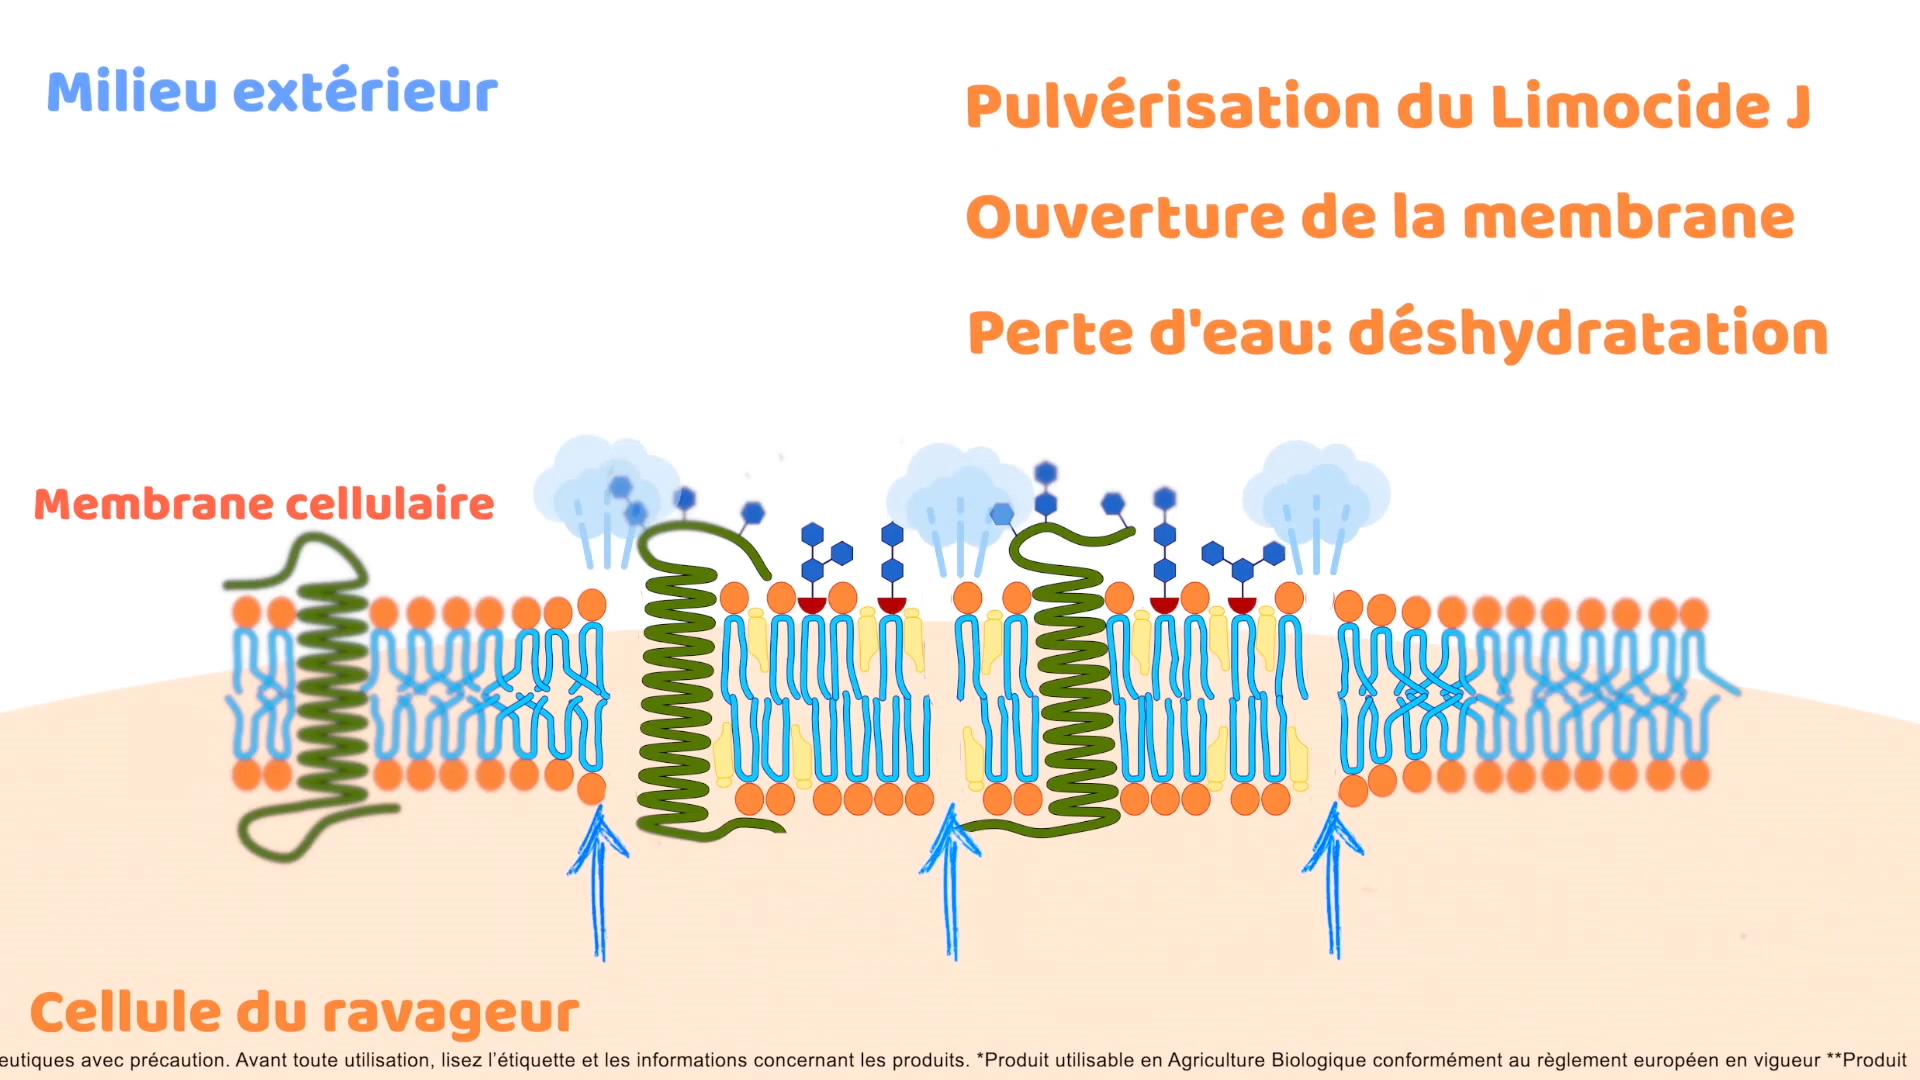 Milieu extérieur
Pulvérisation du Limocide J
Ouverture de la membrane
Perte d'eau: déshydratation
Membrane cellulaire
Cellule du ravageur
eutiques avec précaution. Avant toute utilisation, lisez l'étiquette et les informations concernant les produits. *Produit utilisable en Agriculture Biologique conformément au règlement européen en vigueur **Produit